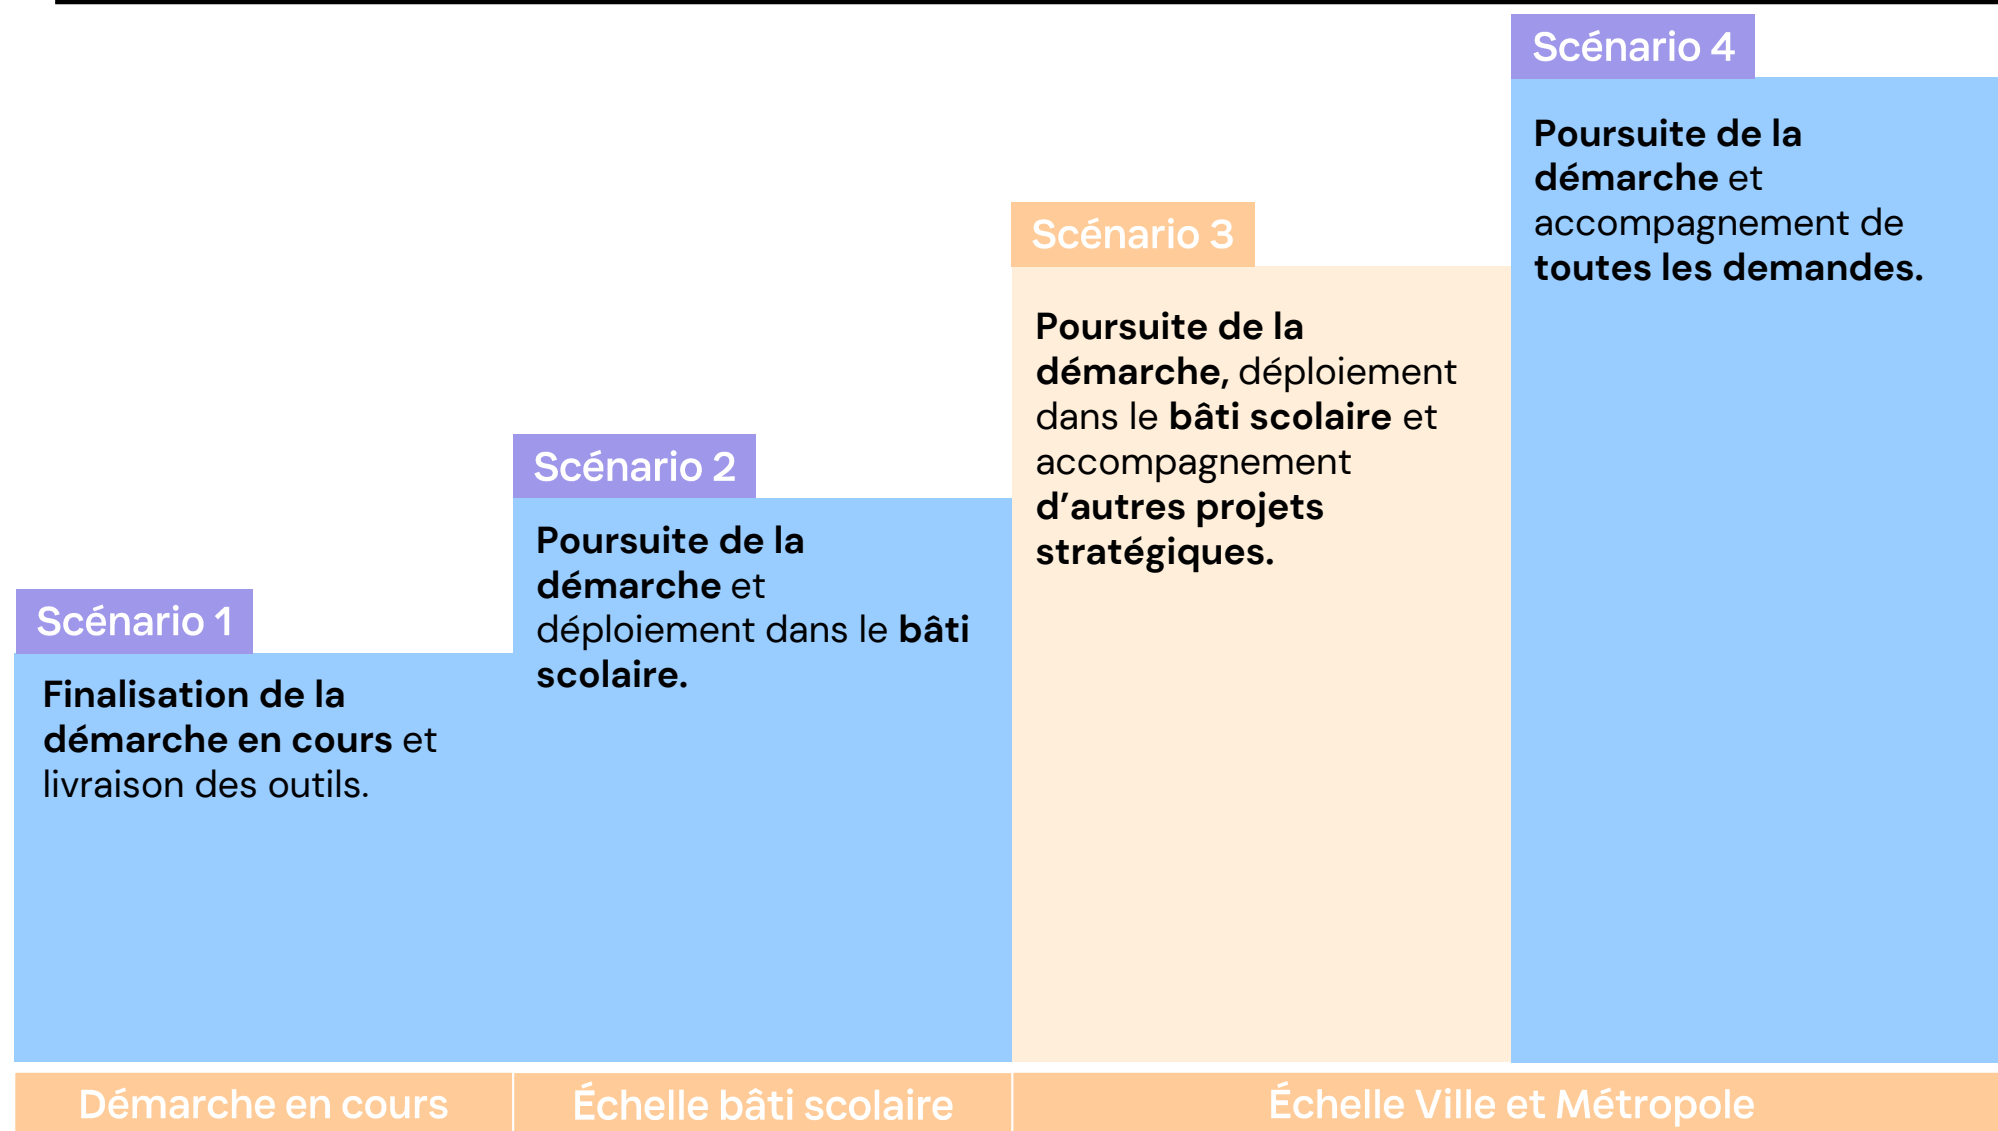 Scénario 1
Finalisation de la
démarche en cours et
livraison des outils.
Scénario 2
Poursuite de la
démarche et
déploiement dans le bâti
scolaire.
Scénario 3
Poursuite de la
démarche, déploiement
dans le bâti scolaire et
accompagnement
d’autres projets
stratégiques.
Scénario 4
Poursuite de la
démarche et
accompagnement de
toutes les demandes.
Démarche en cours
Échelle bâti scolaire
Échelle Ville et Métropole